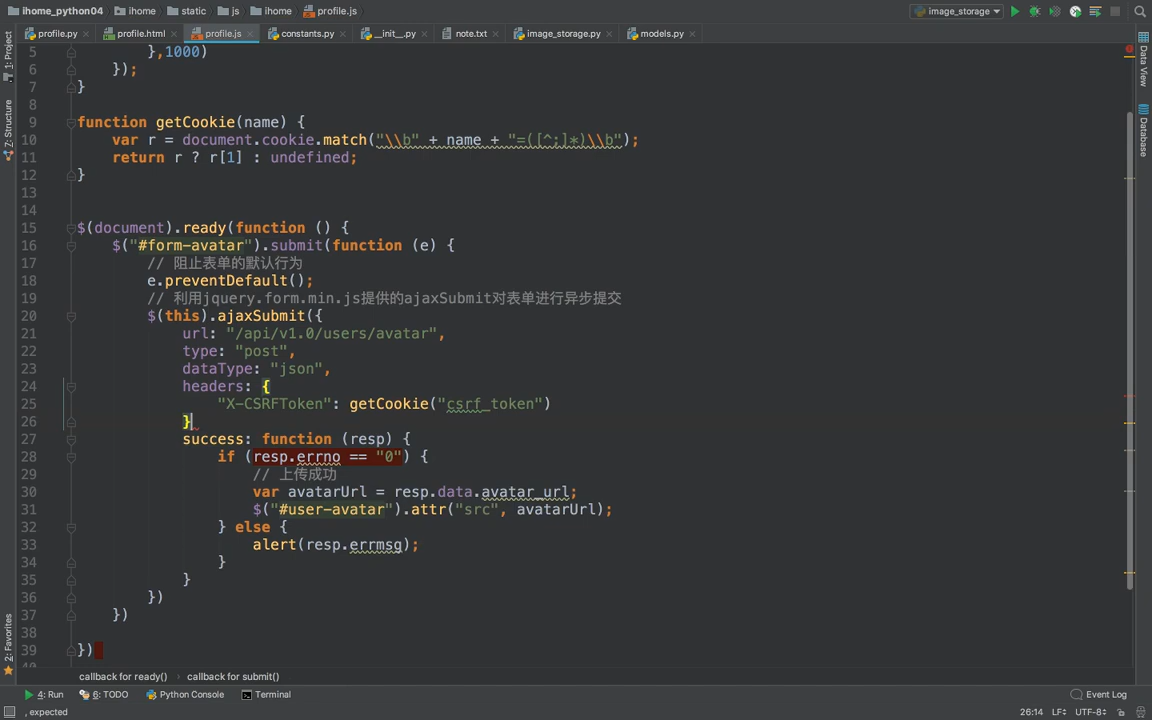 ihome_python04 ihome static js ihome profile.js image_storage
profile.py profile.html profile.js constants.py __init__.py note.txt image_storage.py models.py
1: Project
Z: Structure
2: Favorites
Data View
Database
5 },1000)
6 });
7 }
8
9 function getCookie(name) {
10 var r = document.cookie.match("\\b" + name + "=([^;]*)\\b");
11 return r ? r[1] : undefined;
12 }
13
14
15 $(document).ready(function () {
16 $("#form-avatar").submit(function (e) {
17 // 阻止表单的默认行为
18 e.preventDefault();
19 // 利用jquery.form.min.js提供的ajaxSubmit对表单进行异步提交
20 $(this).ajaxSubmit({
21 url: "/api/v1.0/users/avatar",
22 type: "post",
23 dataType: "json",
24 headers: {
25 "X-CSRFToken": getCookie("csrf_token")
26 }
27 success: function (resp) {
28 if (resp.errno == "0") {
29 // 上传成功
30 var avatarUrl = resp.data.avatar_url;
31 $("#user-avatar").attr("src", avatarUrl);
32 } else {
33 alert(resp.errmsg);
34 }
35 }
36 })
37 })
38
39 })
40
callback for ready() callback for submit()
4: Run 6: TODO Python Console Terminal Event Log
, expected 26:14 LF UTF-8